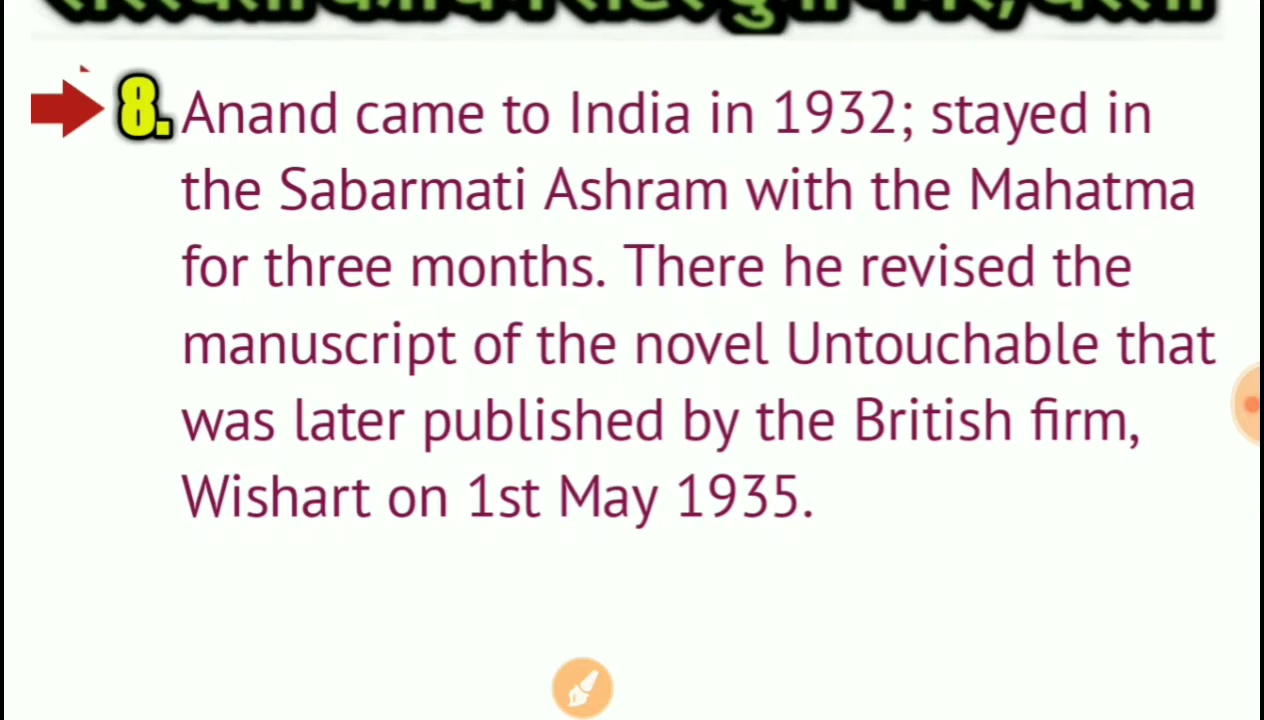 8. Anand came to India in 1932; stayed in
the Sabarmati Ashram with the Mahatma
for three months. There he revised the
manuscript of the novel Untouchable that
was later published by the British firm,
Wishart on 1st May 1935.